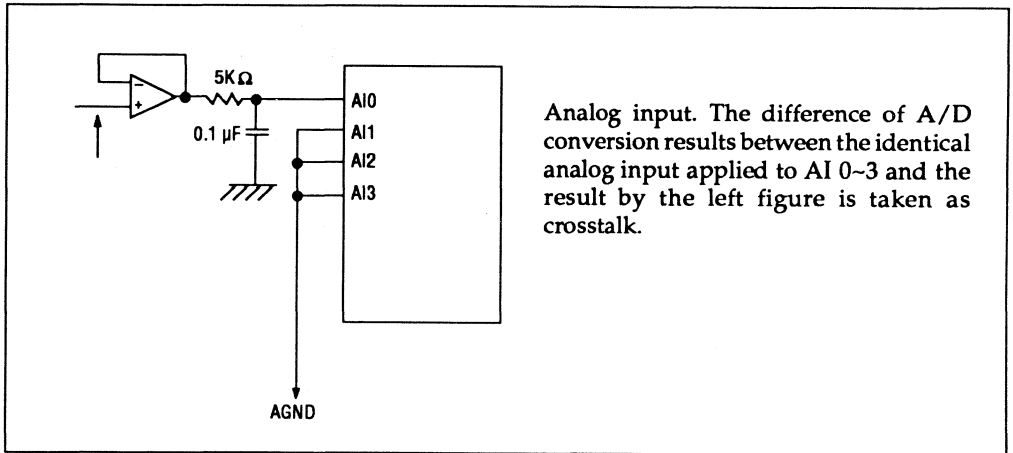 5KΩ
0.1 µF
AI0
AI1
AI2
AI3
AGND
Analog input. The difference of A/D
conversion results between the identical
analog input applied to AI 0~3 and the
result by the left figure is taken as
crosstalk.